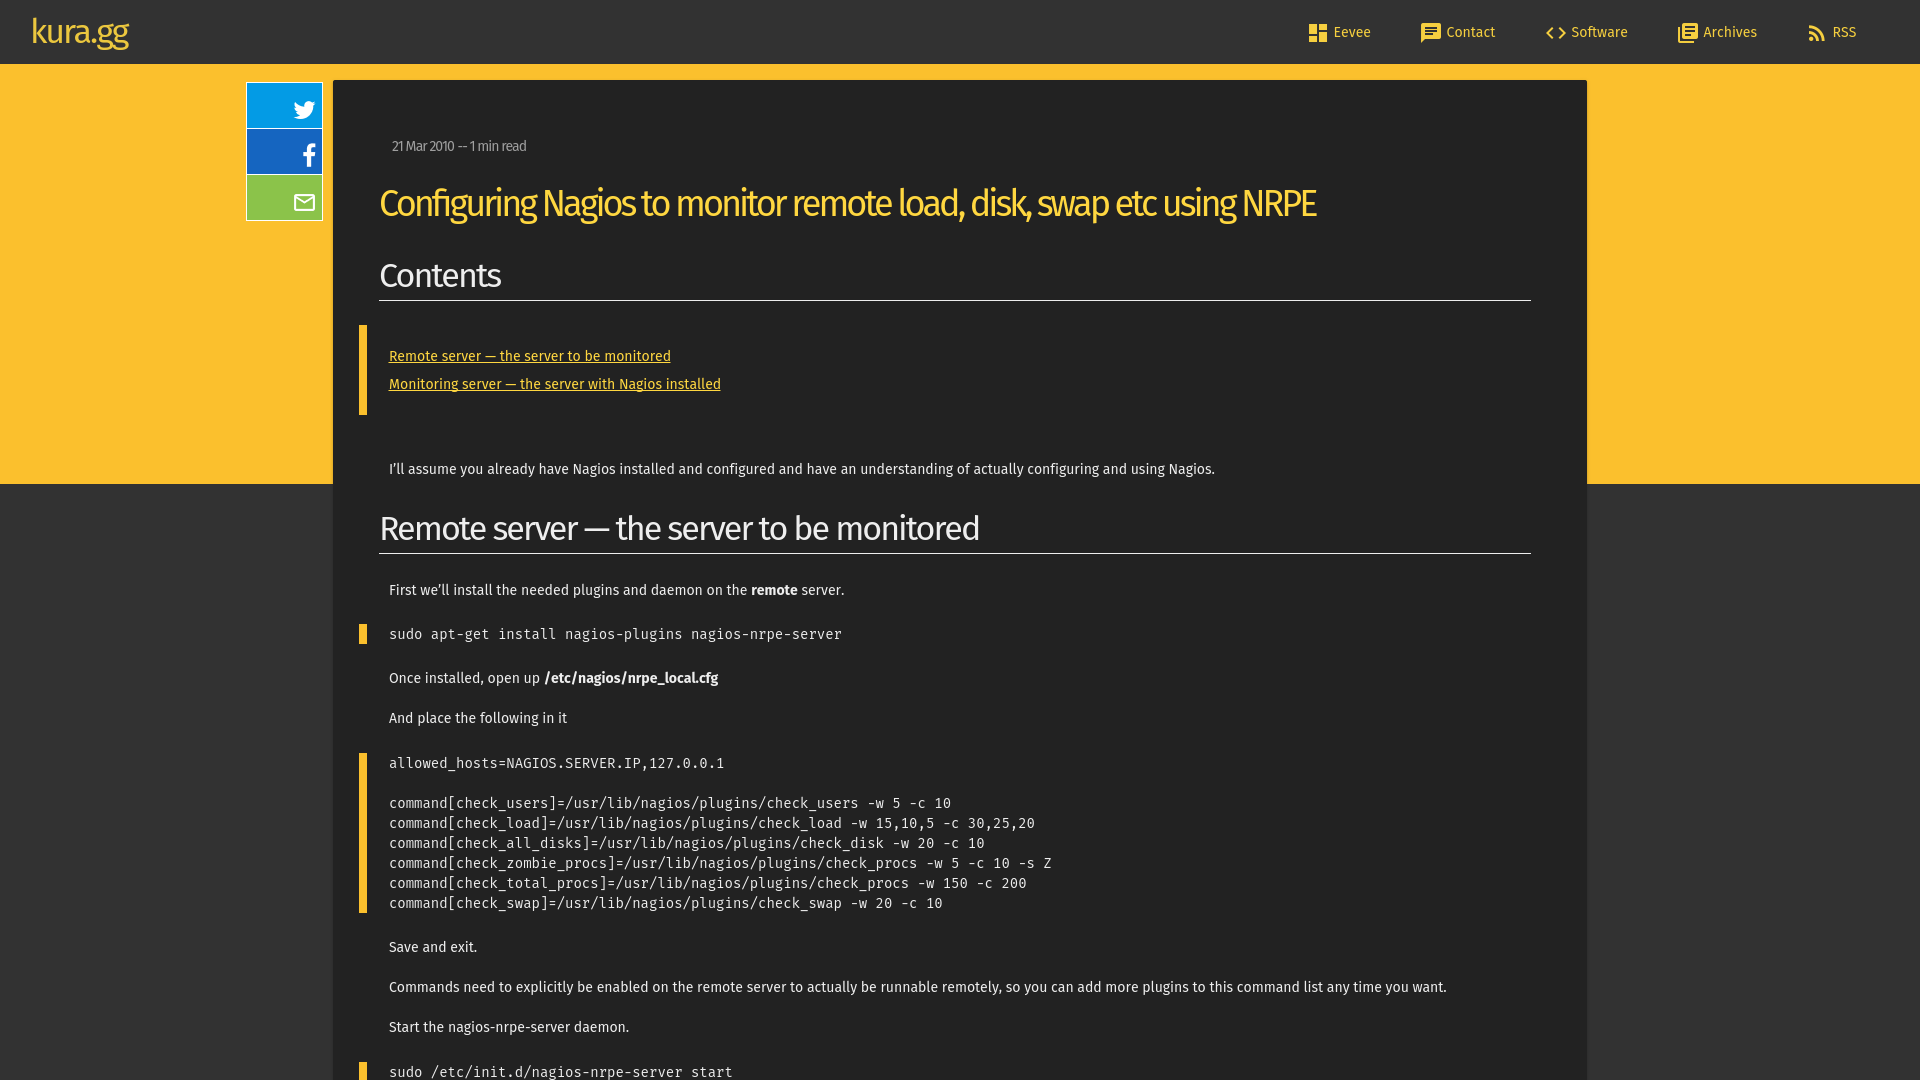 kura.gg
Eevee
Contact
Software
Archives
RSS
21 Mar 2010 -- 1 min read
Configuring Nagios to monitor remote load, disk, swap etc using NRPE
Contents
Remote server — the server to be monitored
Monitoring server — the server with Nagios installed
I’ll assume you already have Nagios installed and configured and have an understanding of actually configuring and using Nagios.
Remote server — the server to be monitored
First we’ll install the needed plugins and daemon on the remote server.
sudo apt-get install nagios-plugins nagios-nrpe-server
Once installed, open up /etc/nagios/nrpe_local.cfg
And place the following in it
allowed_hosts=NAGIOS.SERVER.IP,127.0.0.1
command[check_users]=/usr/lib/nagios/plugins/check_users -w 5 -c 10
command[check_load]=/usr/lib/nagios/plugins/check_load -w 15,10,5 -c 30,25,20
command[check_all_disks]=/usr/lib/nagios/plugins/check_disk -w 20 -c 10
command[check_zombie_procs]=/usr/lib/nagios/plugins/check_procs -w 5 -c 10 -s Z
command[check_total_procs]=/usr/lib/nagios/plugins/check_procs -w 150 -c 200
command[check_swap]=/usr/lib/nagios/plugins/check_swap -w 20 -c 10
Save and exit.
Commands need to explicitly be enabled on the remote server to actually be runnable remotely, so you can add more plugins to this command list any time you want.
Start the nagios-nrpe-server daemon.
sudo /etc/init.d/nagios-nrpe-server start